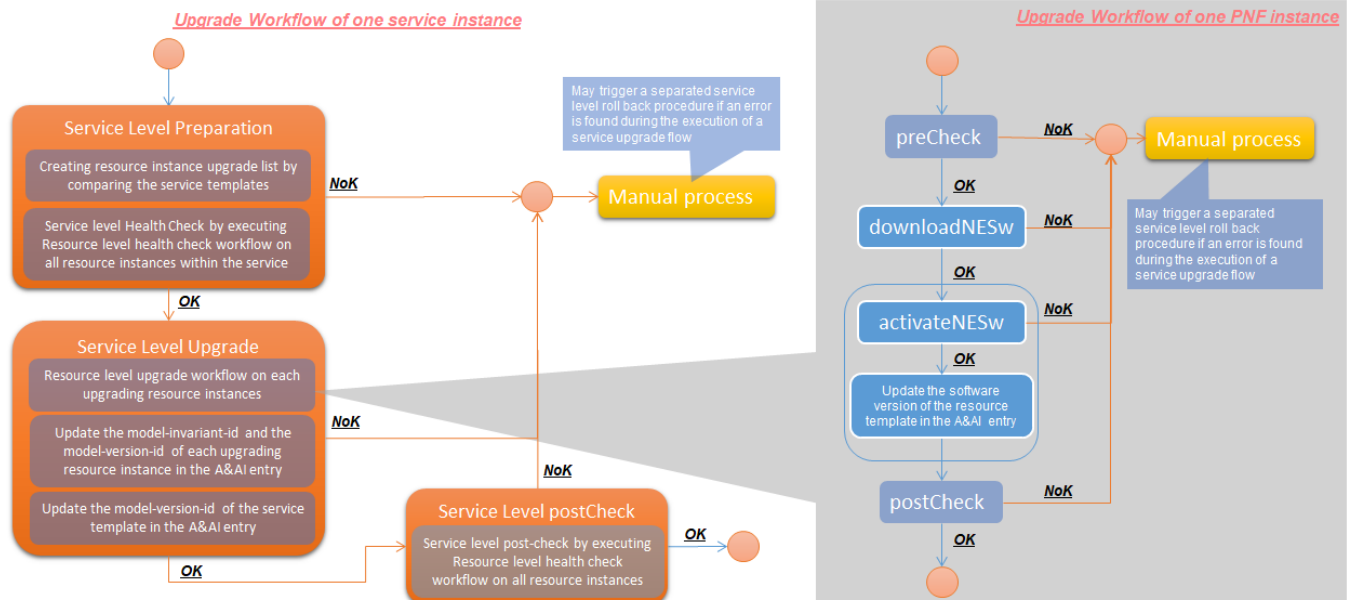 Upgrade Workflow of one service instance
May trigger a separated service
level roll back procedure if an error
is found during the execution of a
service upgrade flow
Service Level Preparation
Creating resource instance upgrade list by
comparing the service templates
Service level Health Check by executing
Resource level health check workflow on
all resource instances within the service
NoK
Manual process
OK
Service Level Upgrade
Resource level upgrade workflow on each
upgrading resource instances
Update the model-invariant-id and the
model-version-id of each upgrading
resource instance in the A&AI entry
Update the model-version-id of the service
template in the A&AI entry
NoK
OK
NoK
Service Level postCheck
Service level post-check by executing
Resource level health check
workflow on all resource instances
OK
Upgrade Workflow of one PNF instance
preCheck
NoK
Manual process
OK
May trigger a separated
service level roll back
procedure if an error is found
during the execution of a
service upgrade flow
downloadNESw
NoK
OK
activateNESw
NoK
OK
Update the software
version of the resource
template in the A&AI entry
postCheck
NoK
OK